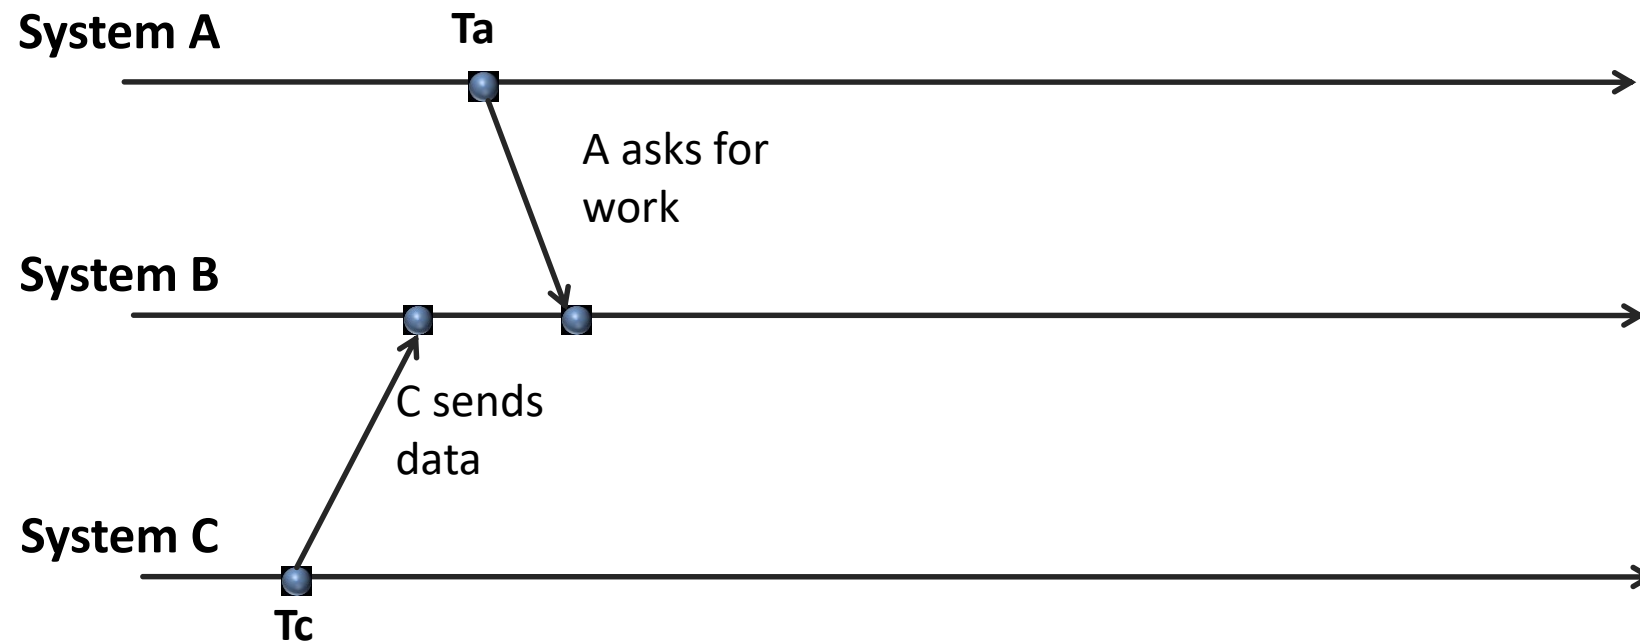 System A
Ta
A asks for
work
System B
C sends
data
System C
Tc